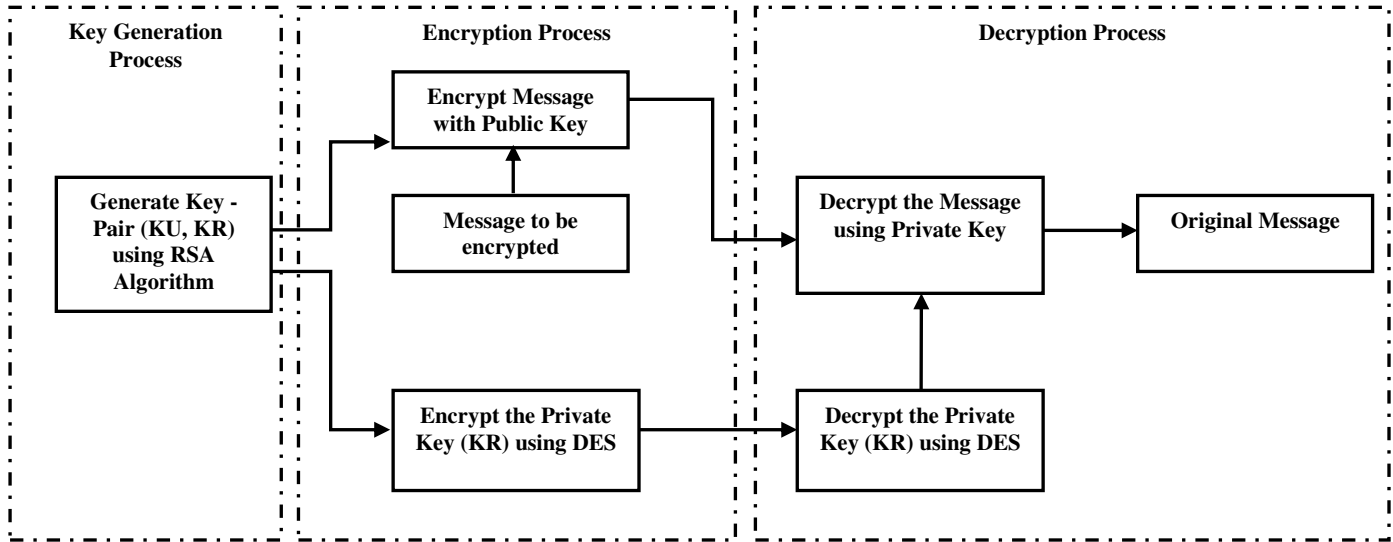 Key Generation
Process
Generate Key -
Pair (KU, KR)
using RSA
Algorithm
Encryption Process
Encrypt Message
with Public Key
Message to be
encrypted
Encrypt the Private
Key (KR) using DES
Decryption Process
Decrypt the Message
using Private Key
Original Message
Decrypt the Private
Key (KR) using DES